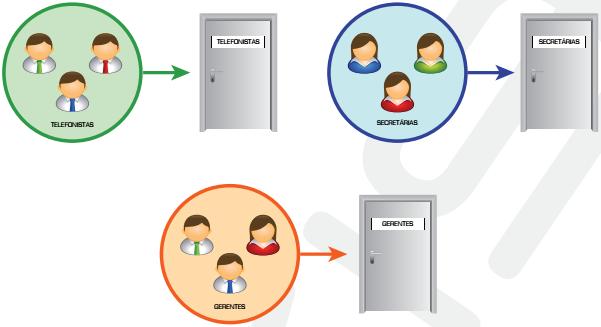 TELEFONISTAS
SECRETÁRIAS
TELEFONISTAS
SECRETÁRIAS
GERENTES
GERENTES